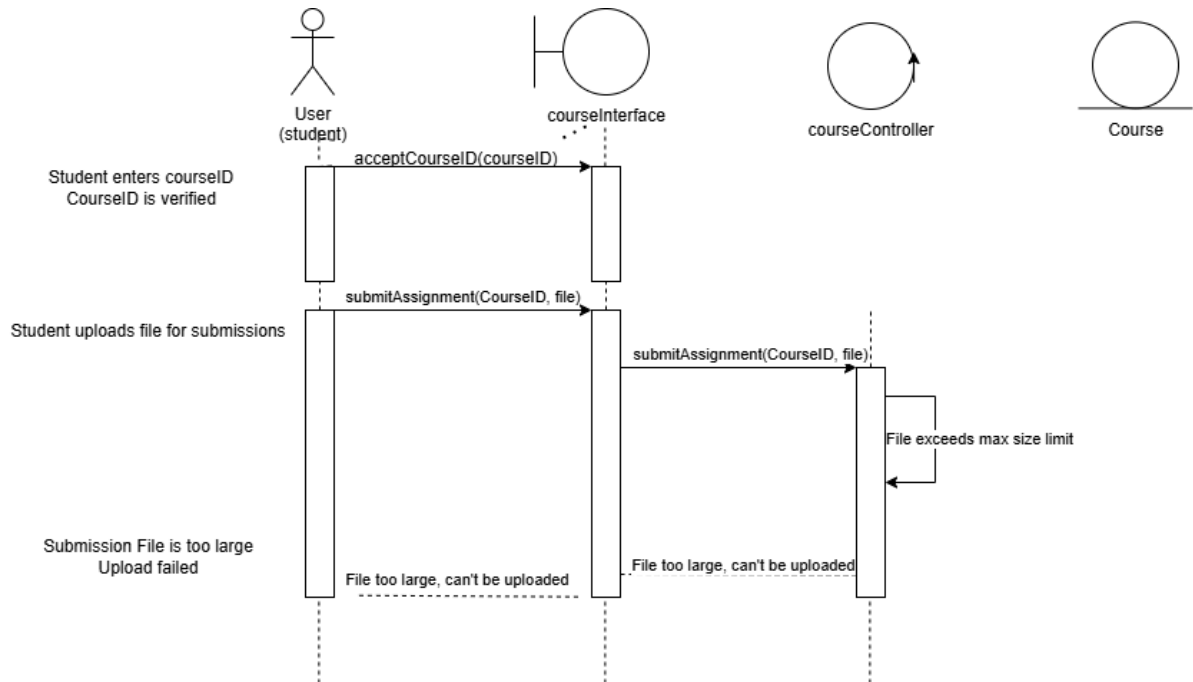 User
(student)
courseInterface
courseController
Course
acceptCourseID(courseID)
Student enters courseID
CourseID is verified
submitAssignment(CourseID, file)
Student uploads file for submissions
submitAssignment(CourseID, file)
File exceeds max size limit
Submission File is too large
Upload failed
File too large, can't be uploaded
File too large, can't be uploaded